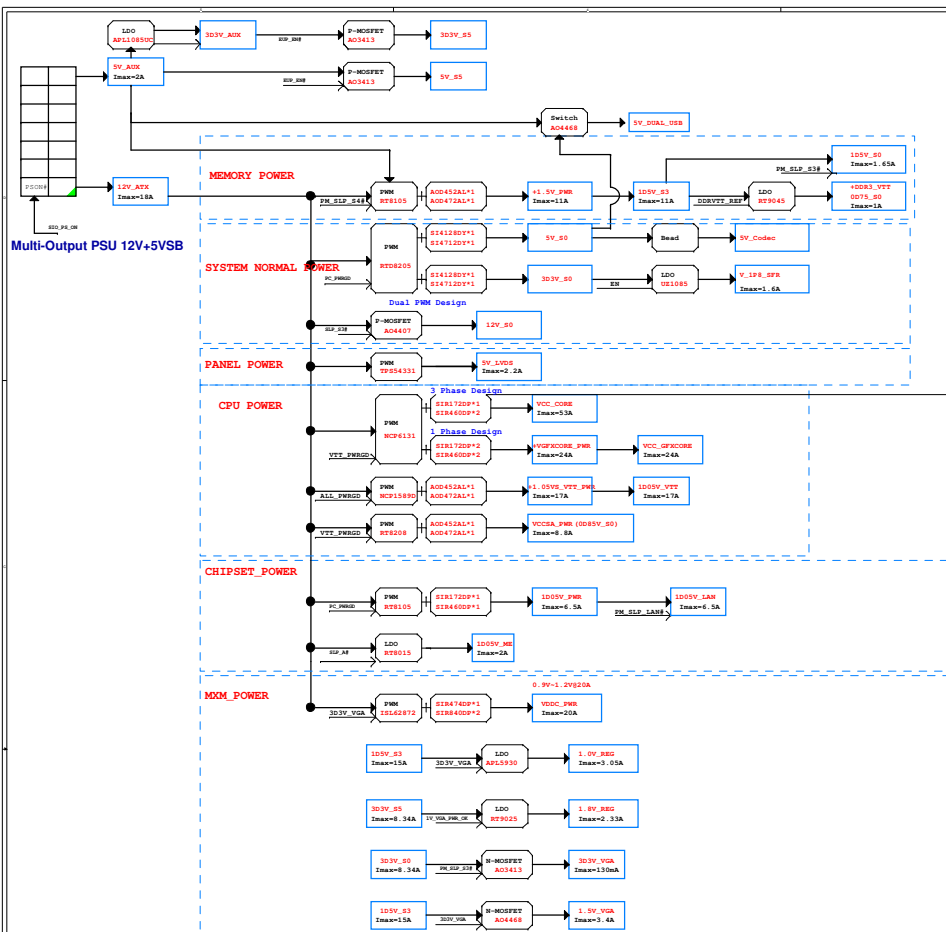 LDO
APL1085UC
3D3V_AUX
EUP_EN#
P-MOSFET
AO3413
3D3V_S5
5V_AUX
Imax=2A
EUP_EN#
P-MOSFET
AO3413
5V_S5
Switch
AO4468
5V_DUAL_USB
PSON#
SIO_PS_ON
Multi-Output PSU 12V+5VSB
12V_ATX
Imax=18A
MEMORY POWER
PM_SLP_S4#
PWM
RT8105
AOD452AL*1
AOD472AL*1
+1.5V_PWR
Imax=11A
1D5V_S3
Imax=11A
PM_SLP_S3#
1D5V_S0
Imax=1.65A
DDRVTT_REF
LDO
RT9045
+DDR3_VTT
0D75_S0
Imax=1A
SYSTEM NORMAL POWER
PC_PWRGD
PWM
RTD8205
SI4128DY*1
SI4712DY*1
5V_S0
Bead
5V_Codec
SI4128DY*1
SI4712DY*1
3D3V_S0
EN
LDO
UZ1085
V_1P8_SFR
Imax=1.6A
Dual PWM Design
SLP_S3#
P-MOSFET
AO4407
12V_S0
PANEL POWER
PWM
TPS54331
5V_LVDS
Imax=2.2A
CPU POWER
3 Phase Design
PWM
NCP6131
VTT_PWRGD
SIR172DP*1
SIR460DP*2
VCC_CORE
Imax=53A
1 Phase Design
SIR172DP*2
SIR460DP*2
+VGFXCORE_PWR
Imax=24A
VCC_GFXCORE
Imax=24A
ALL_PWRGD
PWM
NCP1589D
AOD452AL*1
AOD472AL*1
+1.05VS_VTT_PWR
Imax=17A
1D05V_VTT
Imax=17A
VTT_PWRGD
PWM
RT8208
AOD452AL*1
AOD472AL*1
VCCSA_PWR(0D85V_S0)
Imax=8.8A
CHIPSET_POWER
PC_PWRGD
PWM
RT8105
SIR172DP*1
SIR460DP*1
1D05V_PWR
Imax=6.5A
PM_SLP_LAN#
1D05V_LAN
Imax=6.5A
SLP_A#
LDO
RT8015
1D05V_ME
Imax=2A
MXM_POWER
0.9V~1.2V@20A
3D3V_VGA
PWM
ISL62872
SIR474DP*1
SIR840DP*2
VDDC_PWR
Imax=20A
1D5V_S3
Imax=15A
3D3V_VGA
LDO
APL5930
1.0V_REG
Imax=3.05A
3D3V_S5
Imax=8.34A
1V_VGA_PWR_OK
LDO
RT9025
1.8V_REG
Imax=2.33A
3D3V_S0
Imax=8.34A
PM_SLP_S3#
N-MOSFET
AO3413
3D3V_VGA
Imax=130mA
1D5V_S3
Imax=15A
3D3V_VGA
N-MOSFET
AO4468
1.5V_VGA
Imax=3.4A